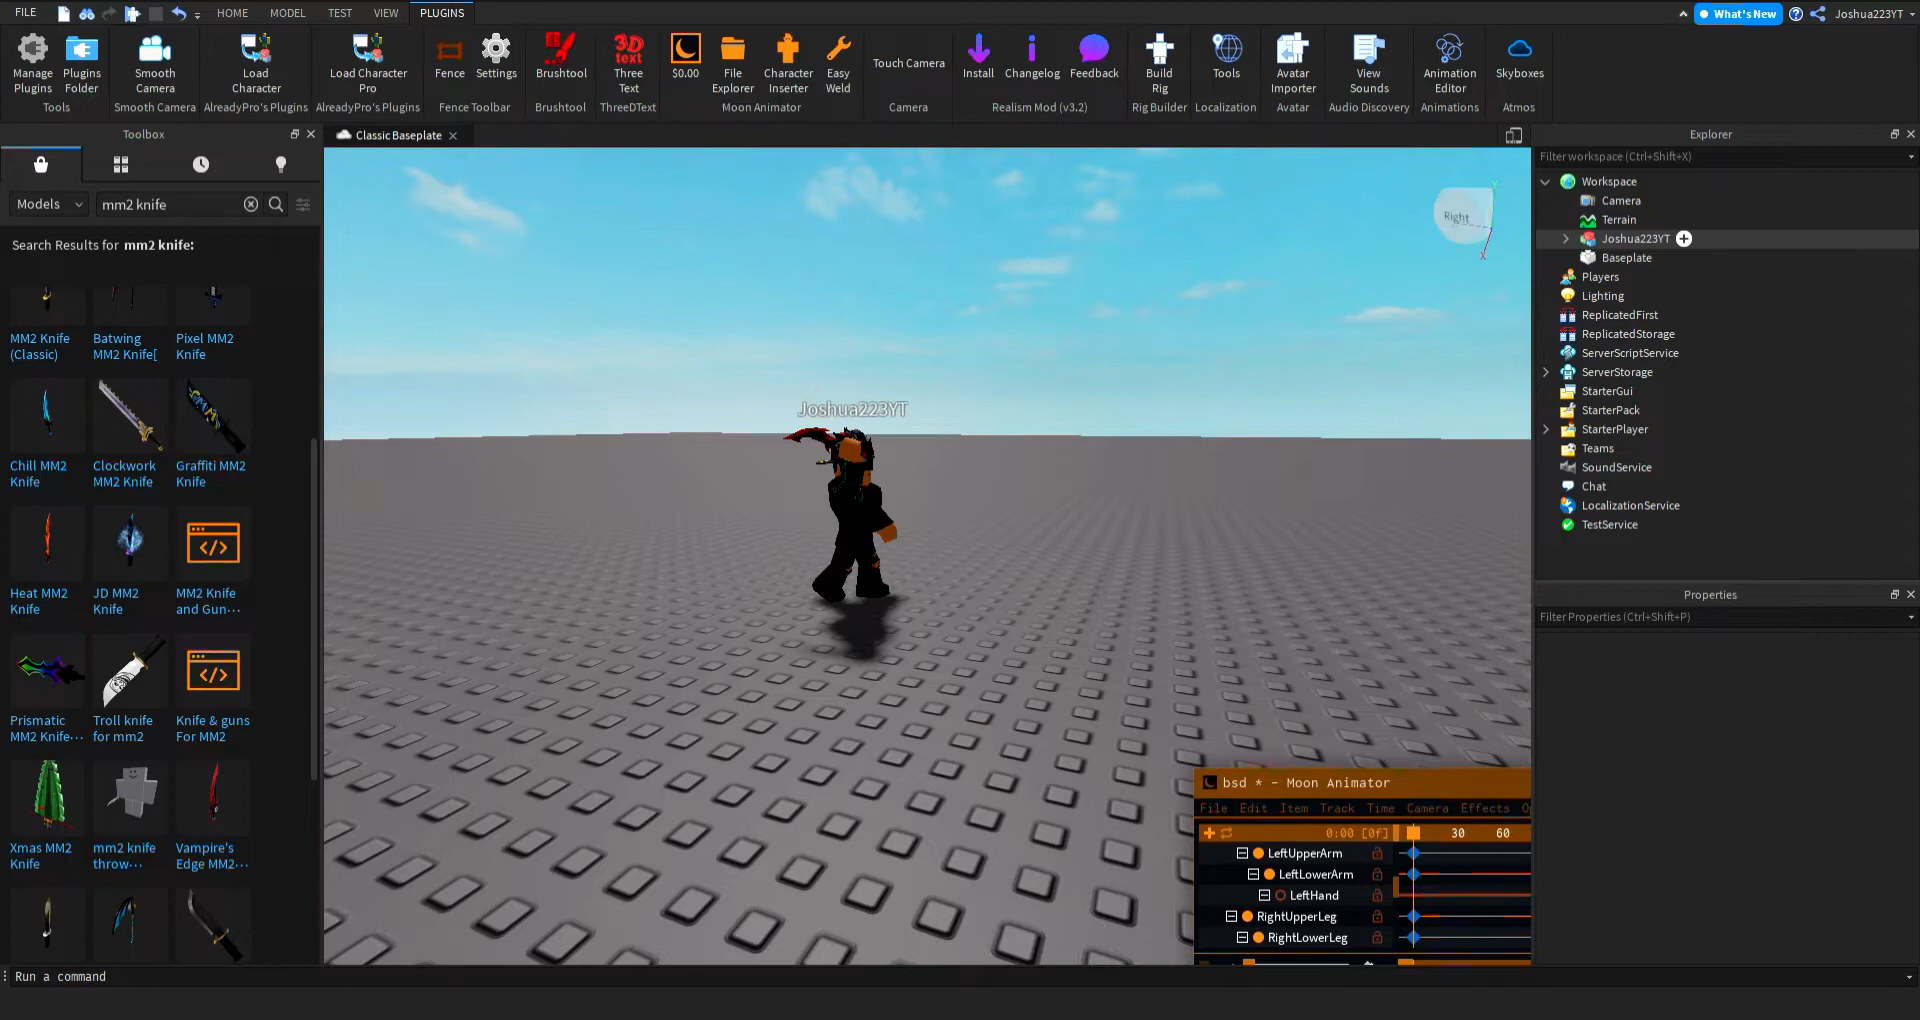 FILE HOME MODEL TEST VIEW PLUGINS What's New Joshua223YT
Manage Plugins
Plugins Folder
Tools
Smooth Camera
Smooth Camera
Load Character
AlreadyPro's Plugins
Load Character Pro
AlreadyPro's Plugins
Fence
Settings
Fence Toolbar
Brushtool
Brushtool
3D text
Three Text
ThreeDText
$0.00
File Explorer
Character Inserter
Easy Weld
Moon Animator
Touch Camera
Camera
Install
Changelog
Feedback
Realism Mod (v3.2)
Build Rig
Rig Builder
Tools
Localization
Avatar Importer
Avatar
View Sounds
Audio Discovery
Animation Editor
Animations
Skyboxes
Atmos
Toolbox
Models
mm2 knife
Search Results for mm2 knife:
MM2 Knife (Classic)
Batwing MM2 Knife[
Pixel MM2 Knife
Chill MM2 Knife
Clockwork MM2 Knife
Graffiti MM2 Knife
Heat MM2 Knife
JD MM2 Knife
MM2 Knife and Gun···
Prismatic MM2 Knife···
Troll knife for mm2
Knife & guns For MM2
Xmas MM2 Knife
mm2 knife throw···
Vampire's Edge MM2···
Classic Baseplate
Right
Y
X
Joshua223YT
bsd * - Moon Animator
File Edit Item Track Time Camera Effects
0:00 [0f] 30 60
LeftUpperArm
LeftLowerArm
LeftHand
RightUpperLeg
RightLowerLeg
Explorer
Filter workspace (Ctrl+Shift+X)
Workspace
Camera
Terrain
Joshua223YT
Baseplate
Players
Lighting
ReplicatedFirst
ReplicatedStorage
ServerScriptService
ServerStorage
StarterGui
StarterPack
StarterPlayer
Teams
SoundService
Chat
LocalizationService
TestService
Properties
Filter Properties (Ctrl+Shift+P)
Run a command